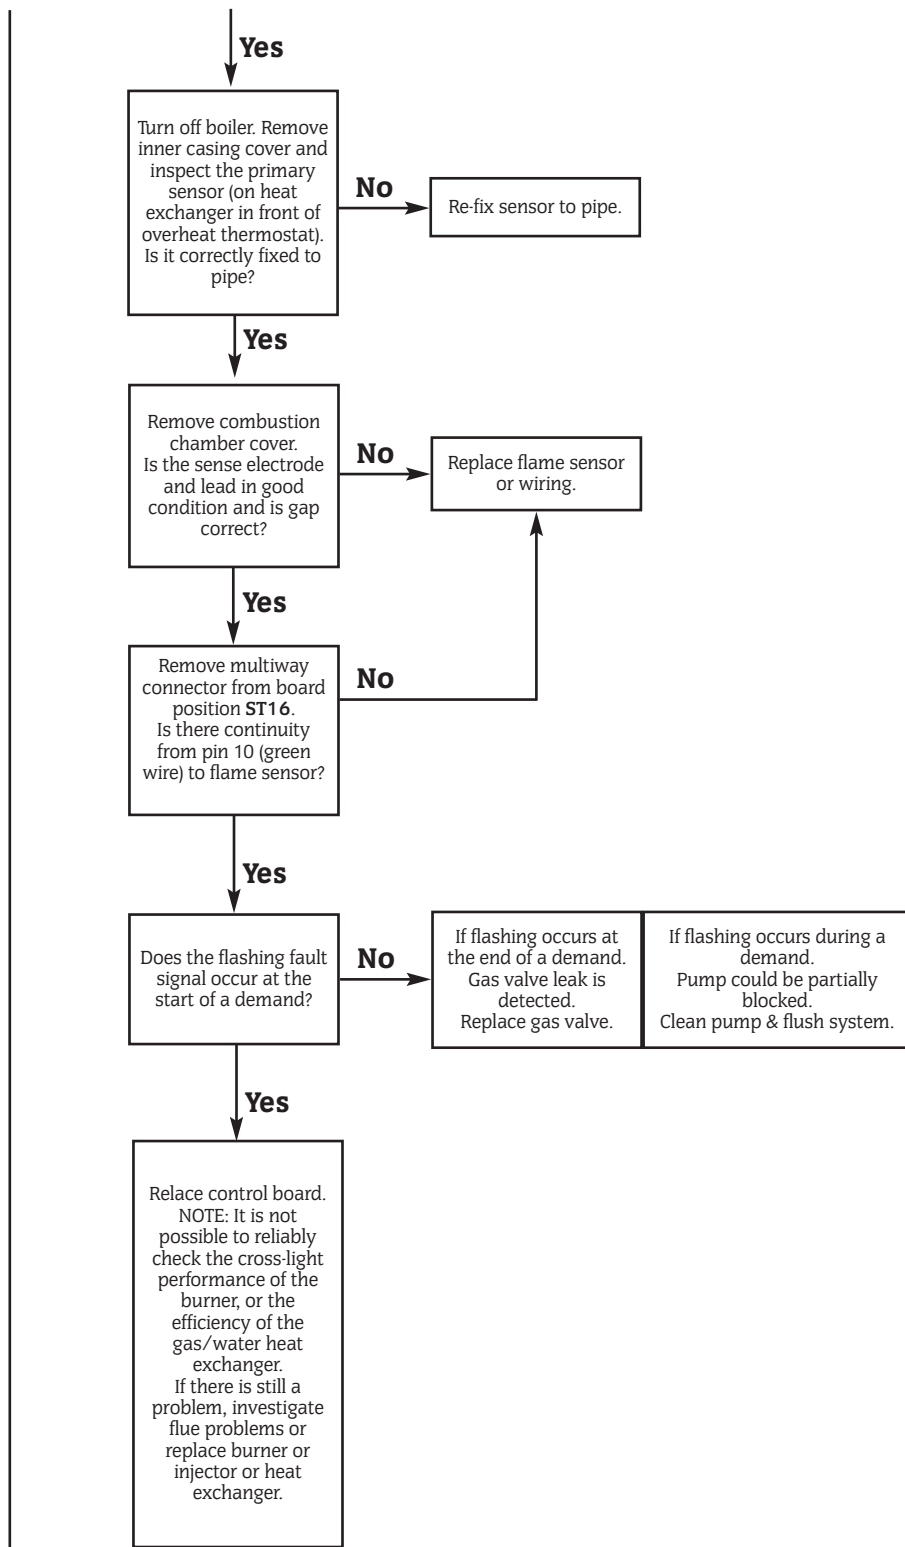 Yes
Turn off boiler. Remove
inner casing cover and
inspect the primary
sensor (on heat
exchanger in front of
overheat thermostat).
Is it correctly fixed to
pipe?
No
Re-fix sensor to pipe.
Yes
Remove combustion
chamber cover.
Is the sense electrode
and lead in good
condition and is gap
correct?
No
Replace flame sensor
or wiring.
Yes
Remove multiway
connector from board
position ST16.
Is there continuity
from pin 10 (green
wire) to flame sensor?
No
Yes
Does the flashing fault
signal occur at the
start of a demand?
No
If flashing occurs at
the end of a demand.
Gas valve leak is
detected.
Replace gas valve.
If flashing occurs during a
demand.
Pump could be partially
blocked.
Clean pump & flush system.
Yes
Relace control board.
NOTE: It is not
possible to reliably
check the cross-light
performance of the
burner, or the
efficiency of the
gas/water heat
exchanger.
If there is still a
problem, investigate
flue problems or
replace burner or
injector or heat
exchanger.